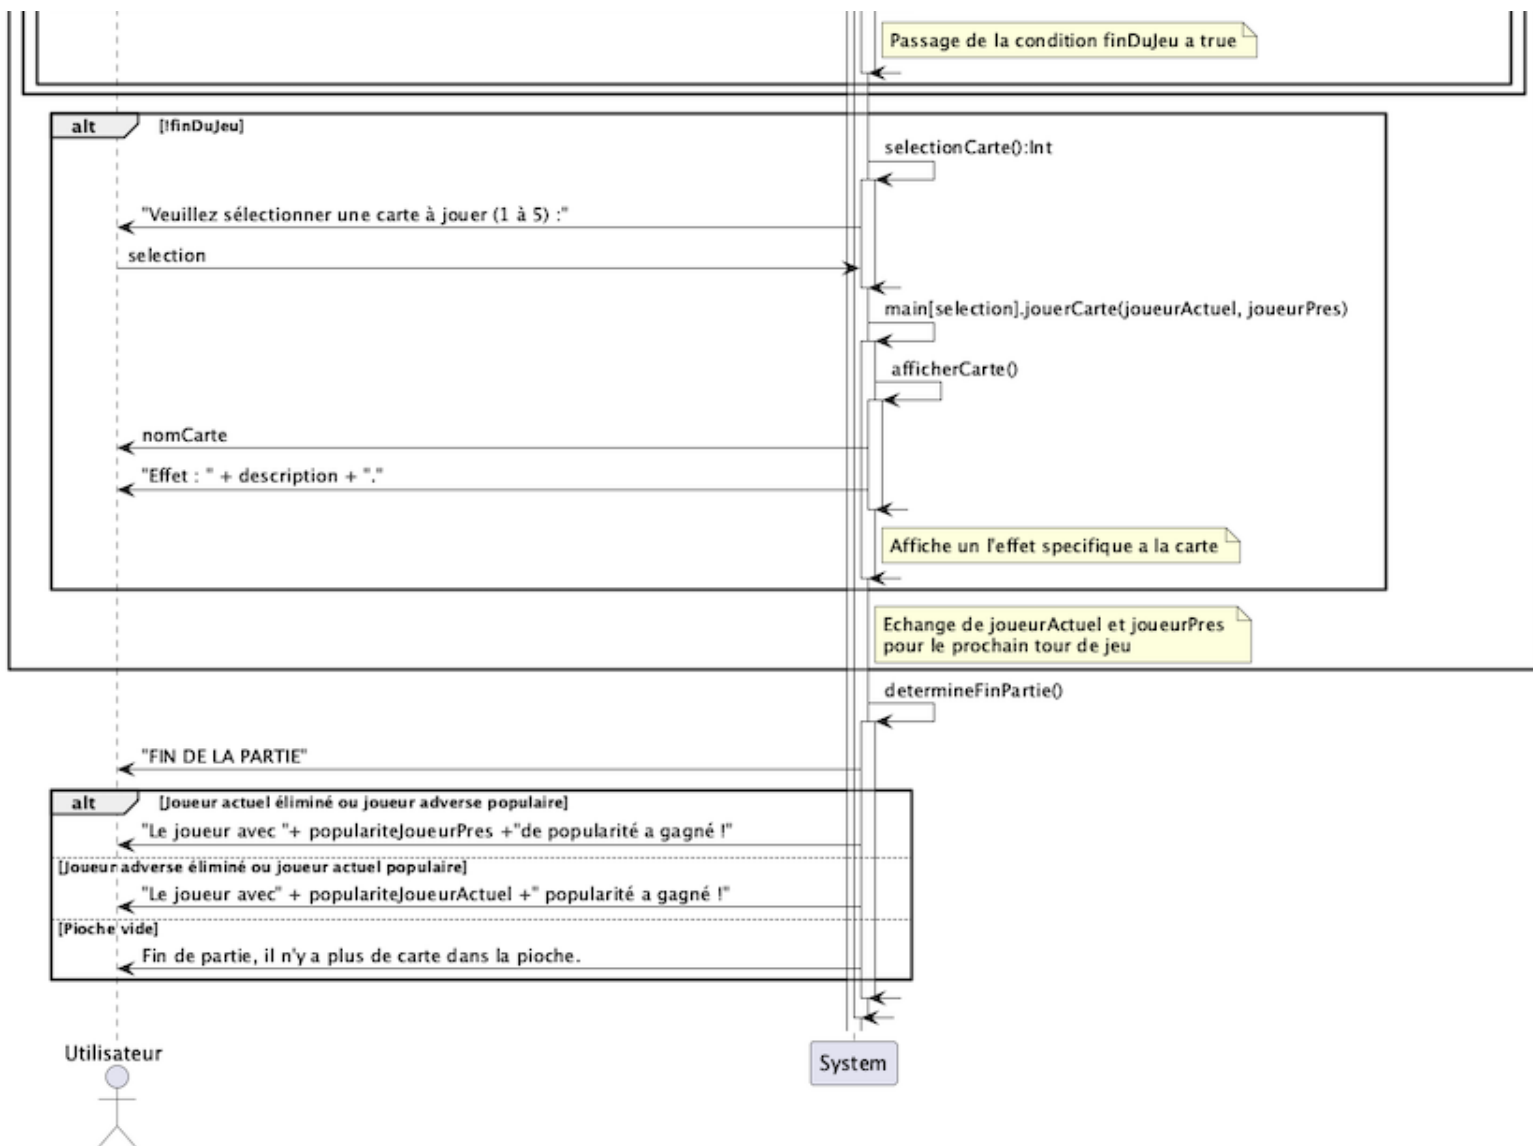 Passage de la condition finDuJeu a true
alt
[!finDuJeu]
selectionCarte():Int
"Veuillez sélectionner une carte à jouer (1 à 5) :"
selection
main[selection].jouerCarte(joueurActuel, joueurPres)
afficherCarte()
nomCarte
"Effet : " + description + "."
Affiche un l'effet specifique a la carte
Echange de joueurActuel et joueurPres
pour le prochain tour de jeu
determineFinPartie()
"FIN DE LA PARTIE"
alt
[Joueur actuel éliminé ou joueur adverse populaire]
"Le joueur avec "+ populariteJoueurPres +"de popularité a gagné !"
[Joueur adverse éliminé ou joueur actuel populaire]
"Le joueur avec" + populariteJoueurActuel +" popularité a gagné !"
[Pioche vide]
Fin de partie, il n'y a plus de carte dans la pioche.
Utilisateur
System